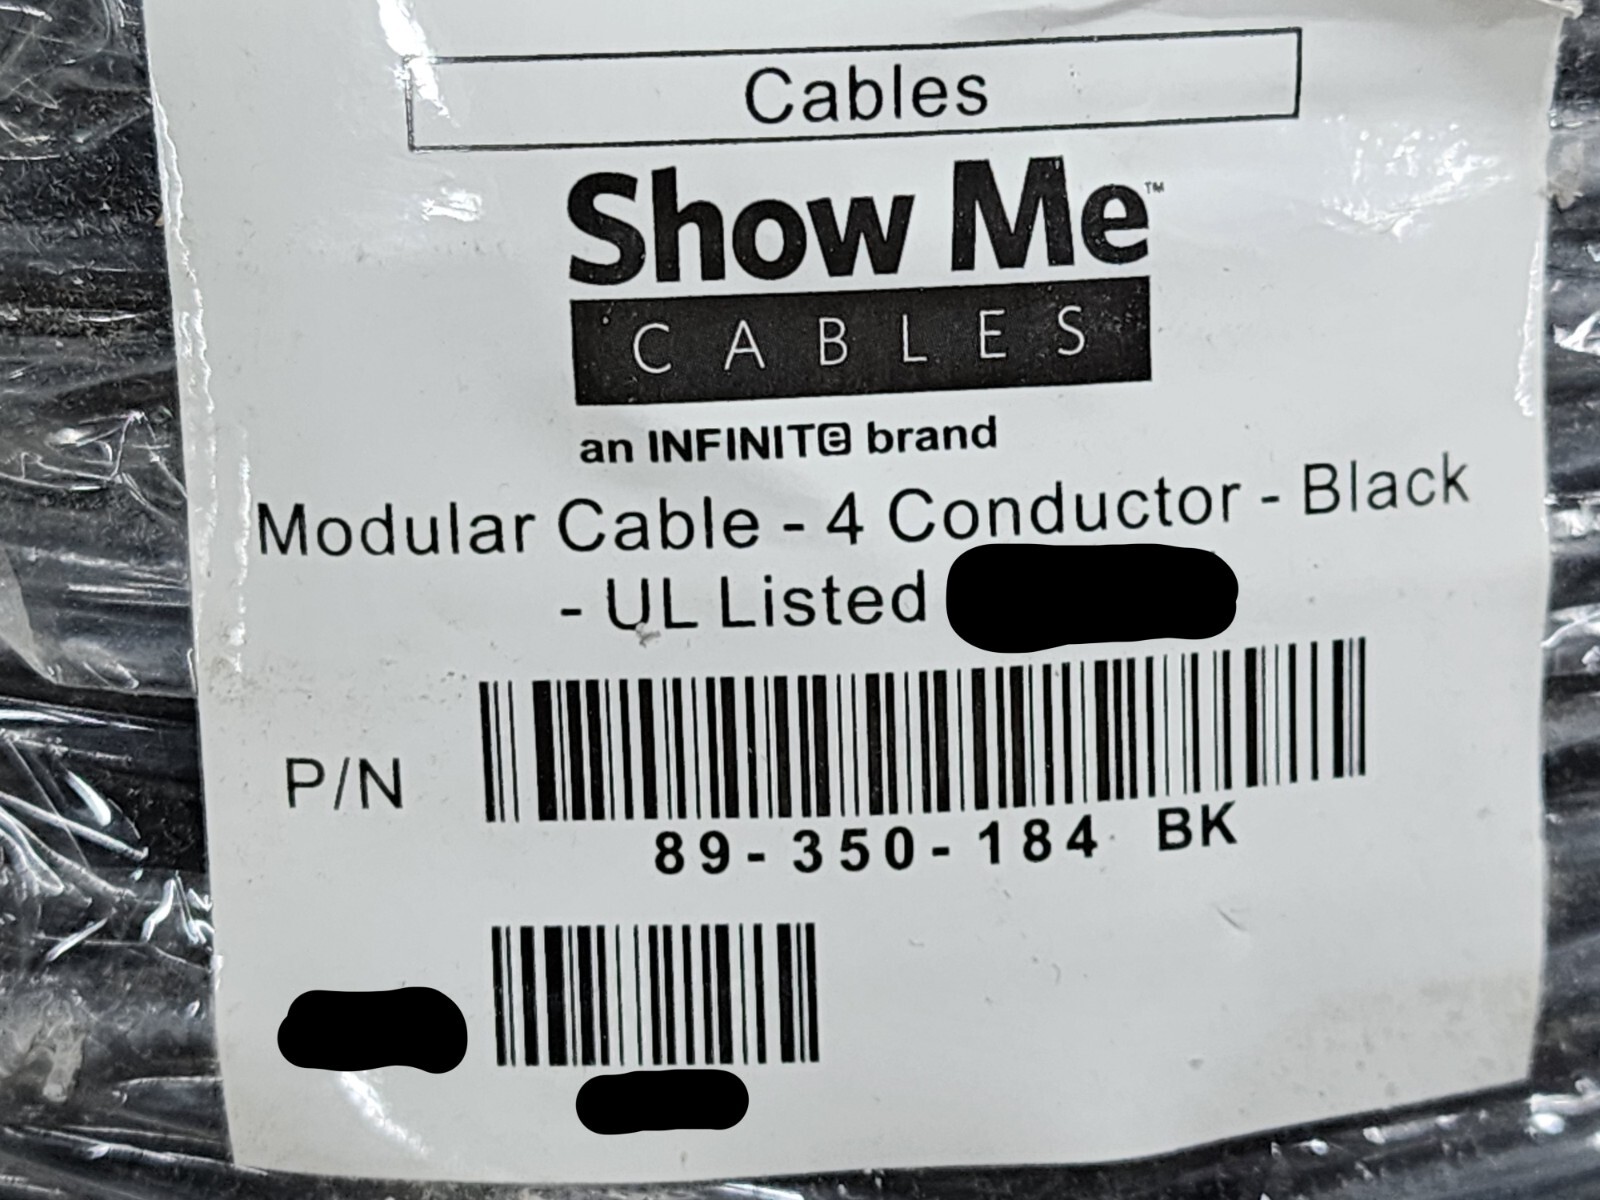 Cables
Show Me™
CABLES
an INFINITe brand
Modular Cable - 4 Conductor - Black
- UL Listed
P/N
89-350-184 BK